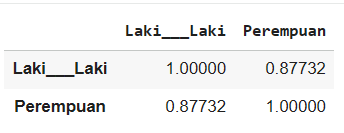 Laki___Laki Perempuan
Laki___Laki 1.00000 0.87732
Perempuan 0.87732 1.00000